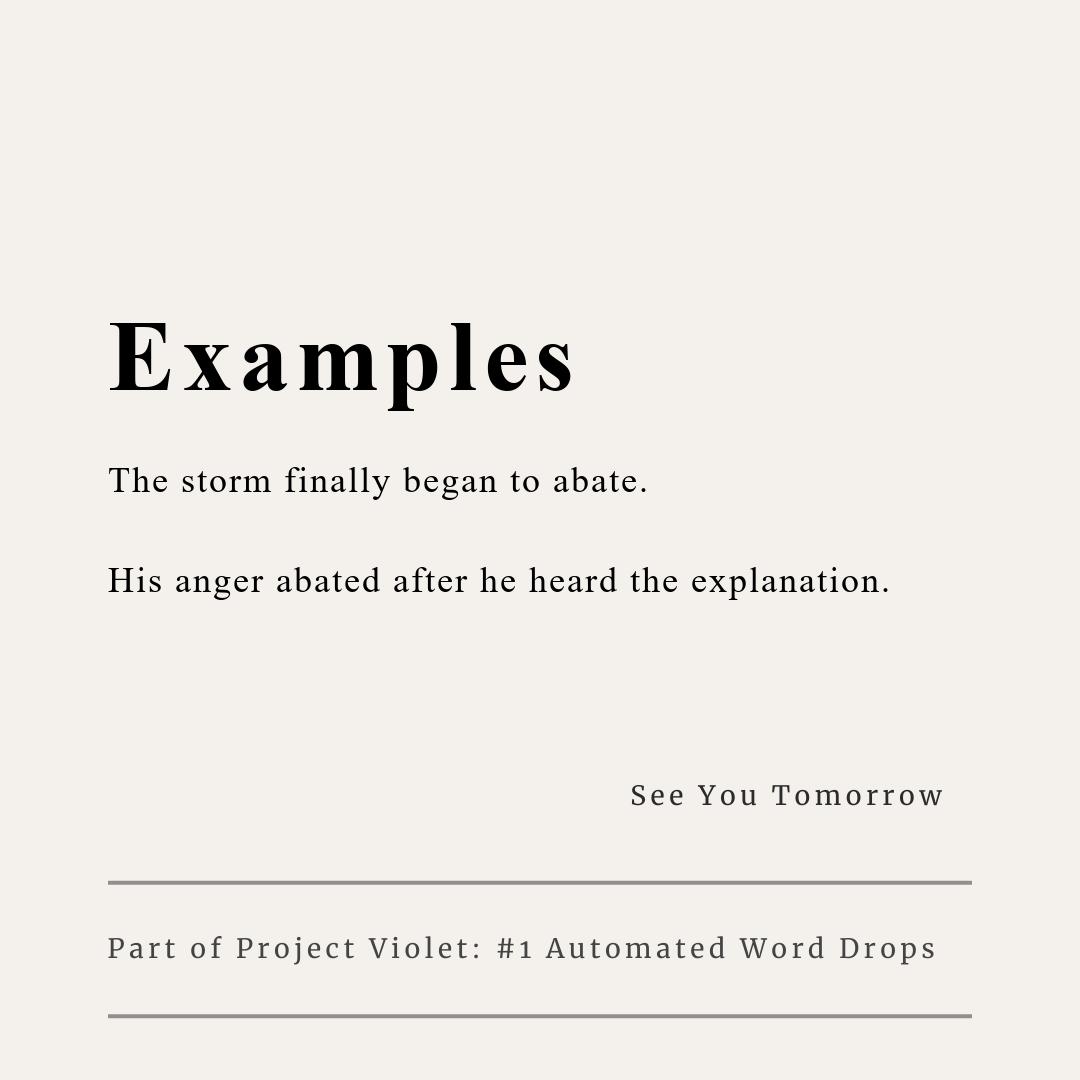 Examples
The storm finally began to abate.
His anger abated after he heard the explanation.
See You Tomorrow
Part of Project Violet: #1 Automated Word Drops